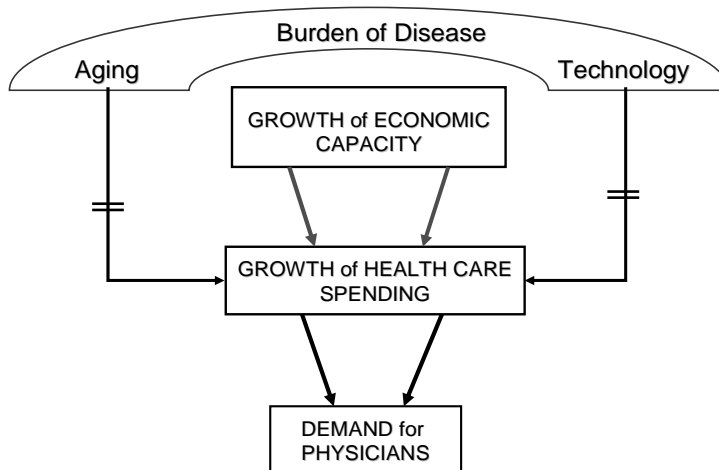 Burden of Disease
Aging
Technology
GROWTH of ECONOMIC
CAPACITY
GROWTH of HEALTH CARE
SPENDING
DEMAND for
PHYSICIANS